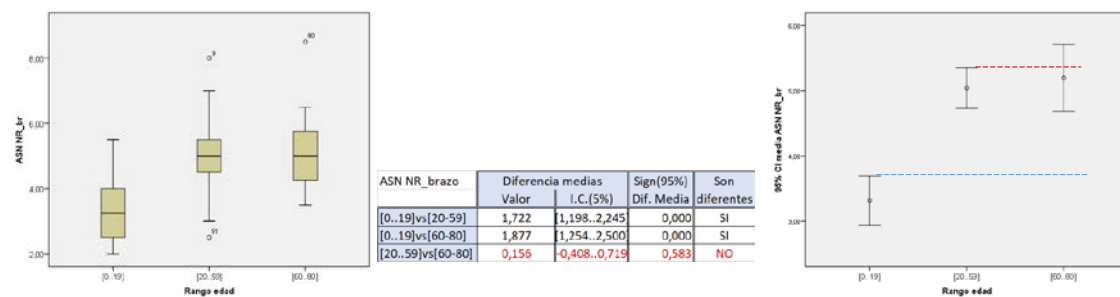 8,00
6,00
4,00
2,00
ASN NR_br
9
51
80
[0..19]
[20..59]
[60..80]
Rango edad
ASN NR_brazo Diferencia medias Sign(95%) Son
Valor I.C.(5%) Dif. Media diferentes
[0..19]vs[20-59] 1,722 [1,198..2,245] 0,000 SI
[0..19]vs[60-80] 1,877 [1,254..2,500] 0,000 SI
[20..59]vs[60-80] 0,156 -0,408..0,719 0,583 NO
6,00
5,00
4,00
3,00
95% CI media ASN NR_br
[0..19]
[20..59]
[60..80]
Rango edad